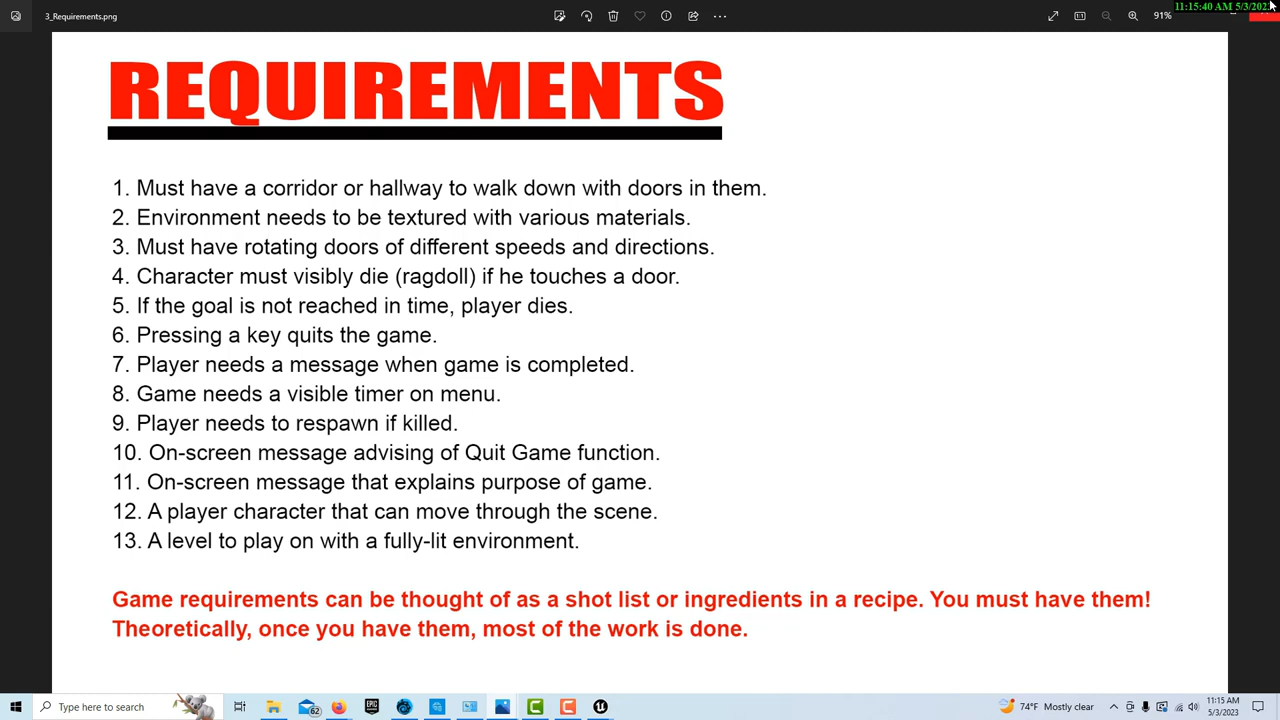 3_Requirements.png
91%
11:15:40 AM 5/3/202
REQUIREMENTS
1. Must have a corridor or hallway to walk down with doors in them.
2. Environment needs to be textured with various materials.
3. Must have rotating doors of different speeds and directions.
4. Character must visibly die (ragdoll) if he touches a door.
5. If the goal is not reached in time, player dies.
6. Pressing a key quits the game.
7. Player needs a message when game is completed.
8. Game needs a visible timer on menu.
9. Player needs to respawn if killed.
10. On-screen message advising of Quit Game function.
11. On-screen message that explains purpose of game.
12. A player character that can move through the scene.
13. A level to play on with a fully-lit environment.
Game requirements can be thought of as a shot list or ingredients in a recipe. You must have them!
Theoretically, once you have them, most of the work is done.
Type here to search
62
EPIC
74°F Mostly clear
11:15 AM
5/3/2023